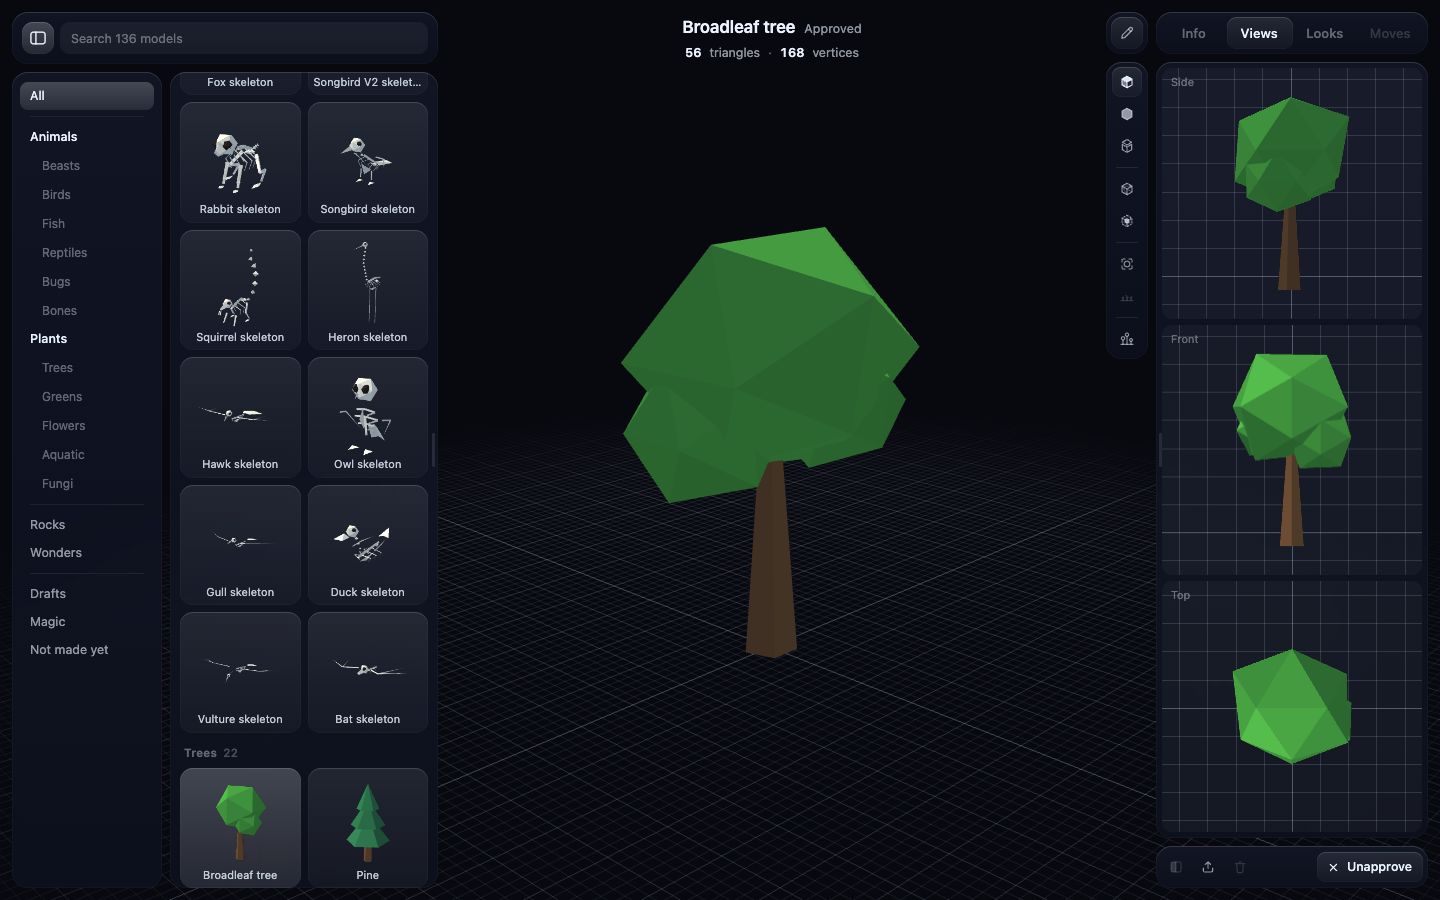 Search 136 models
Broadleaf tree Approved
56 triangles · 168 vertices
Info Views Looks Moves
All
Animals
Beasts
Birds
Fish
Reptiles
Bugs
Bones
Plants
Trees
Greens
Flowers
Aquatic
Fungi
Rocks
Wonders
Drafts
Magic
Not made yet
Fox skeleton Songbird V2 skelet...
Rabbit skeleton Songbird skeleton
Squirrel skeleton Heron skeleton
Hawk skeleton Owl skeleton
Gull skeleton Duck skeleton
Vulture skeleton Bat skeleton
Trees 22
Broadleaf tree Pine
Side
Front
Top
Unapprove